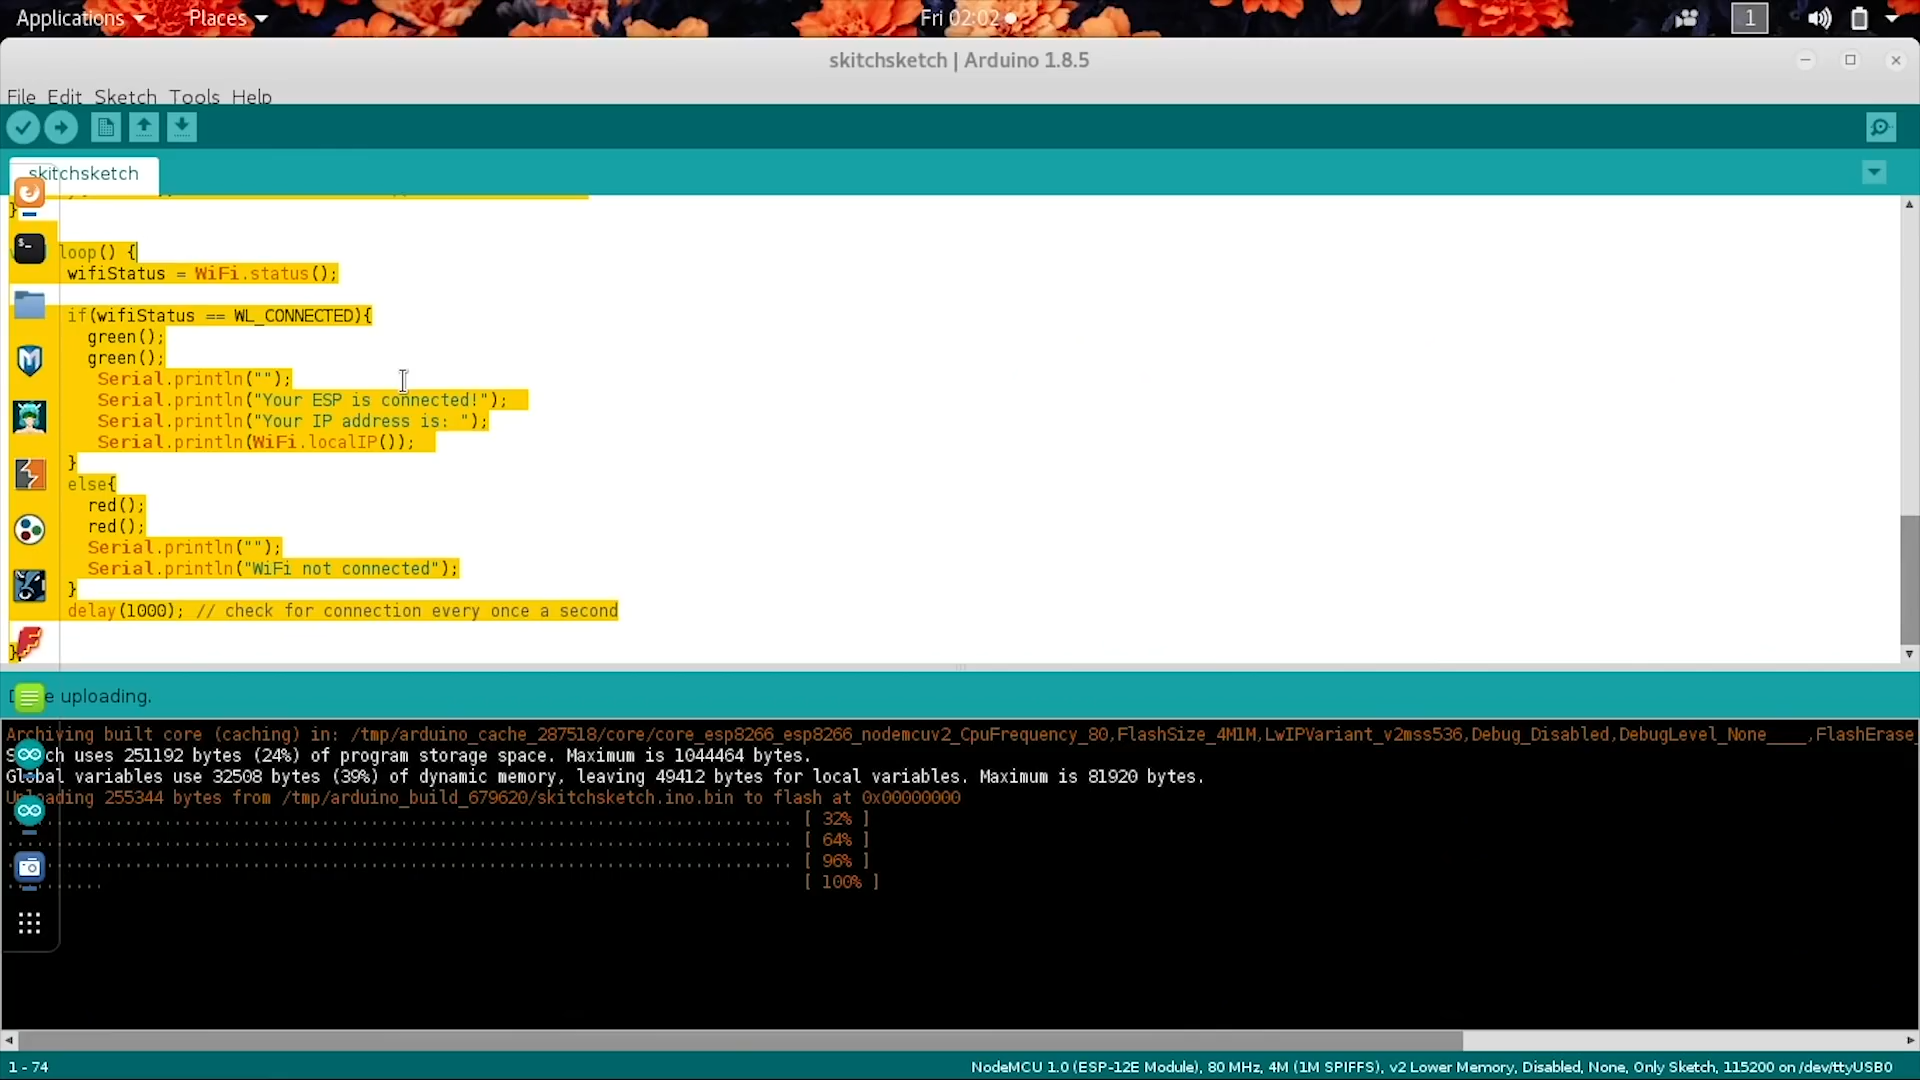 Applications
Places
Fri 02:02
1
skitchsketch | Arduino 1.8.5
File Edit Sketch Tools Help
skitchsketch
}
loop() {
wifiStatus = WiFi.status();
if(wifiStatus == WL_CONNECTED){
green();
green();
Serial.println("");
Serial.println("Your ESP is connected!");
Serial.println("Your IP address is: ");
Serial.println(WiFi.localIP());
}
else{
red();
red();
Serial.println("");
Serial.println("WiFi not connected");
}
delay(1000); // check for connection every once a second
}
uploading.
Archiving built core (caching) in: /tmp/arduino_cache_287518/core/core_esp8266_esp8266_nodemcuv2_CpuFrequency_80,FlashSize_4M1M,LwIPVariant_v2mss536,Debug_Disabled,DebugLevel_None____,FlashErase_
uses 251192 bytes (24%) of program storage space. Maximum is 1044464 bytes.
Global variables use 32508 bytes (39%) of dynamic memory, leaving 49412 bytes for local variables. Maximum is 81920 bytes.
Uploading 255344 bytes from /tmp/arduino_build_679620/skitchsketch.ino.bin to flash at 0x00000000
................................................................................ [ 32% ]
................................................................................ [ 64% ]
................................................................................ [ 96% ]
.......... [ 100% ]
1 - 74
NodeMCU 1.0 (ESP-12E Module), 80 MHz, 4M (1M SPIFFS), v2 Lower Memory, Disabled, None, Only Sketch, 115200 on /dev/ttyUSB0